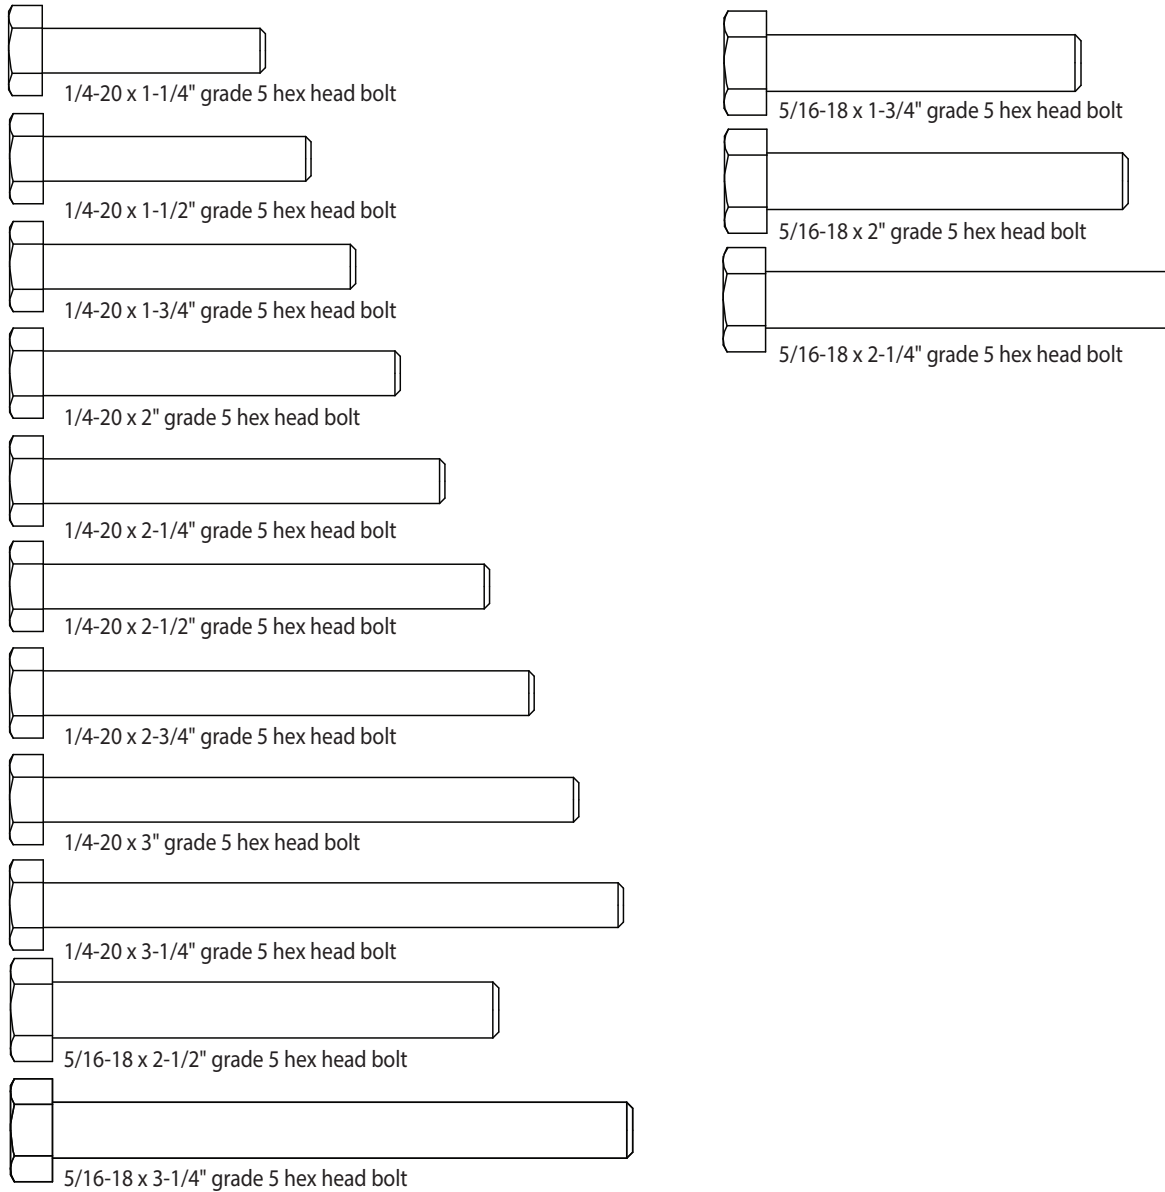 1/4-20 x 1-1/4" grade 5 hex head bolt
1/4-20 x 1-1/2" grade 5 hex head bolt
1/4-20 x 1-3/4" grade 5 hex head bolt
1/4-20 x 2" grade 5 hex head bolt
1/4-20 x 2-1/4" grade 5 hex head bolt
1/4-20 x 2-1/2" grade 5 hex head bolt
1/4-20 x 2-3/4" grade 5 hex head bolt
1/4-20 x 3" grade 5 hex head bolt
1/4-20 x 3-1/4" grade 5 hex head bolt
5/16-18 x 2-1/2" grade 5 hex head bolt
5/16-18 x 3-1/4" grade 5 hex head bolt
5/16-18 x 1-3/4" grade 5 hex head bolt
5/16-18 x 2" grade 5 hex head bolt
5/16-18 x 2-1/4" grade 5 hex head bolt